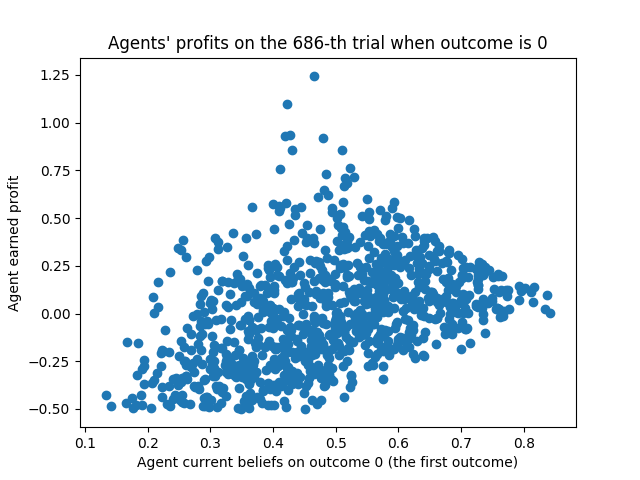 Agents' profits on the 686-th trial when outcome is 0
1.25
1.00
0.75
0.50
0.25
0.00
−0.25
−0.50
Agent earned profit
0.1 0.2 0.3 0.4 0.5 0.6 0.7 0.8
Agent current beliefs on outcome 0 (the first outcome)